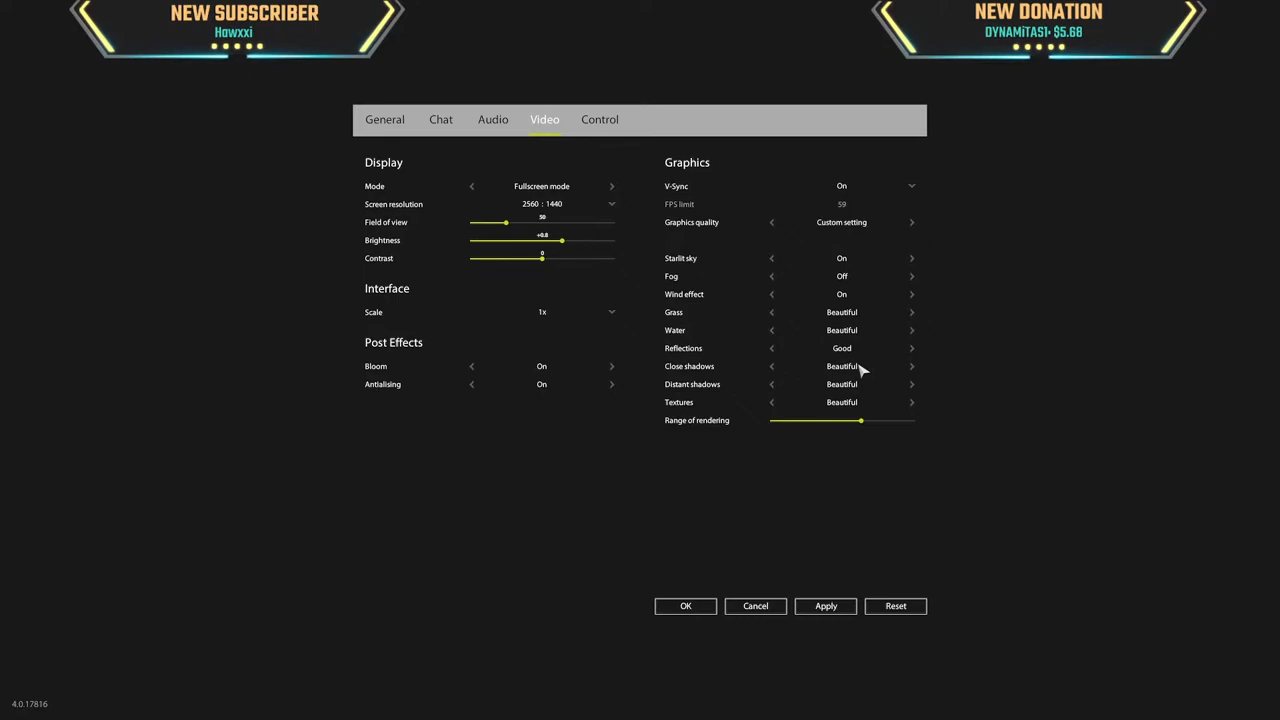 NEW SUBSCRIBER
Hawxxi
NEW DONATION
DYNAMiTAS1• $5.60
General Chat Audio Video Control
Display
Mode Fullscreen mode
Screen resolution 2560 : 1440
Field of view 50
Brightness +0.8
Contrast 0
Interface
Scale 1x
Post Effects
Bloom On
Antialising On
Graphics
V-Sync On
FPS limit 59
Graphics quality Custom setting
Starlit sky On
Fog Off
Wind effect On
Grass Beautiful
Water Beautiful
Reflections Good
Close shadows Beautiful
Distant shadows Beautiful
Textures Beautiful
Range of rendering
OK Cancel Apply Reset
4.0.17816